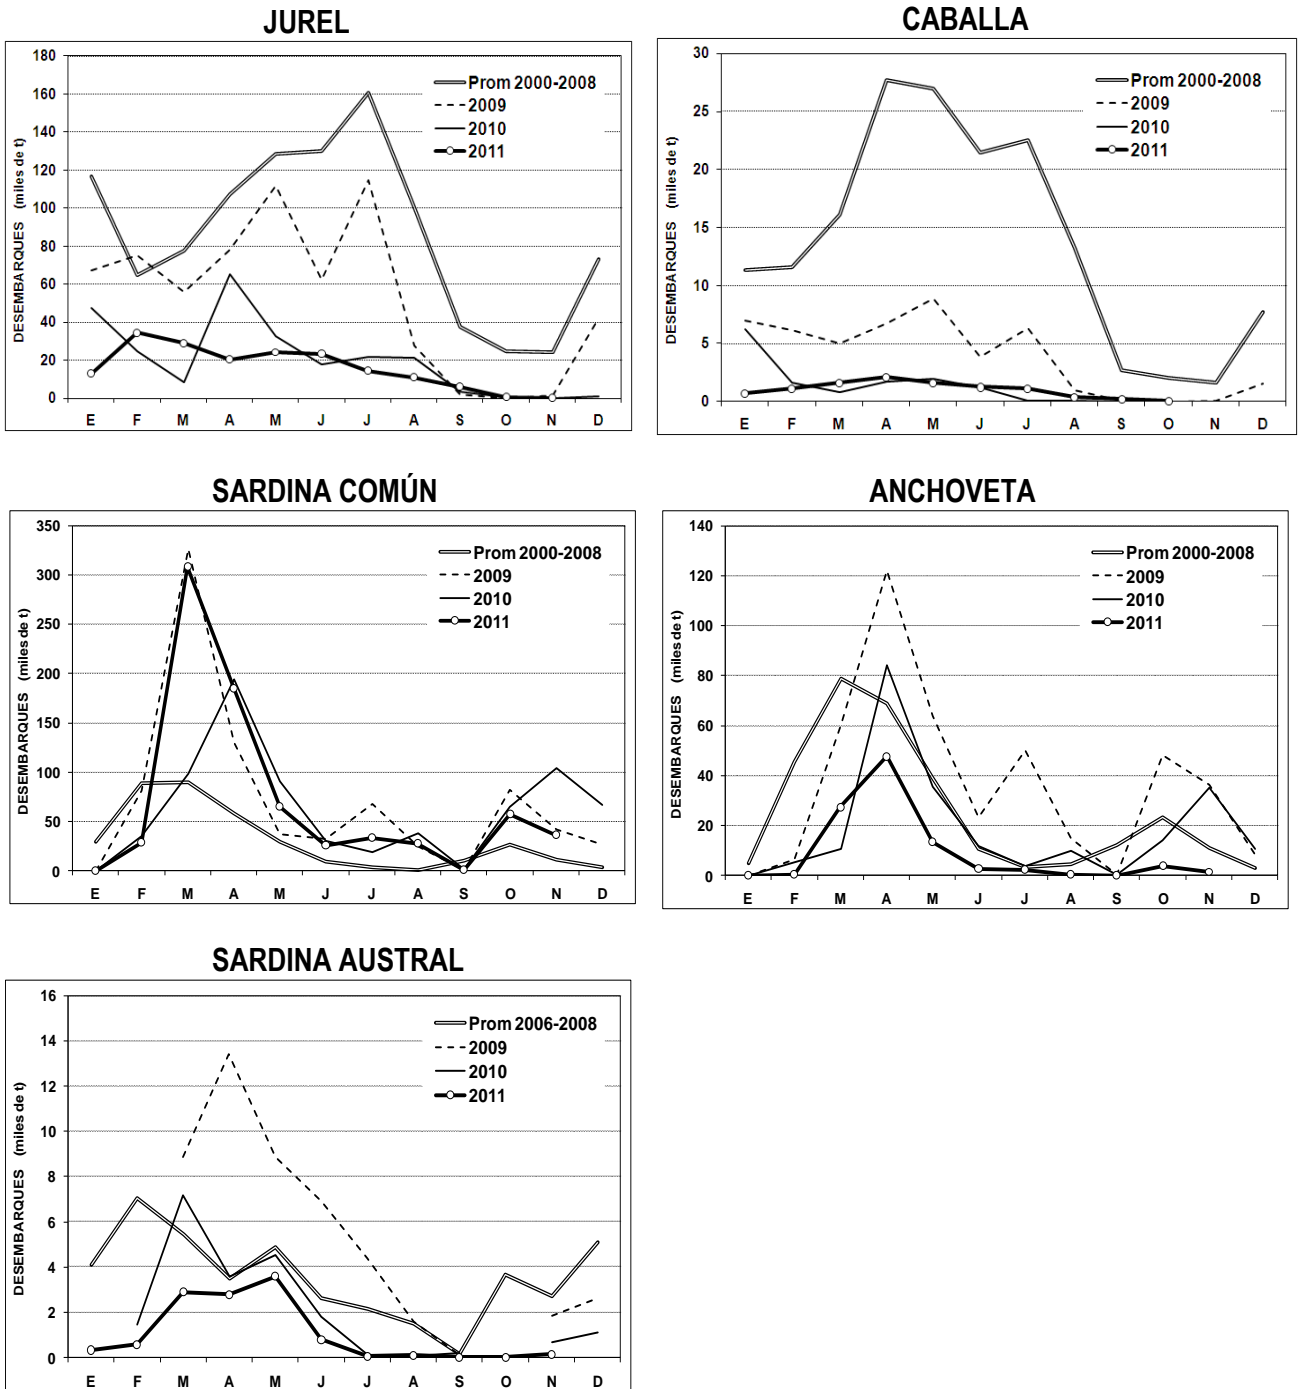 JUREL
DESEMBARQUES (miles de t)
180
160
140
120
100
80
60
40
20
0
Prom 2000-2008
2009
2010
2011
E F M A M J J A S O N D
CABALLA
DESEMBARQUES (miles de t)
30
25
20
15
10
5
0
Prom 2000-2008
2009
2010
2011
E F M A M J J A S O N D
SARDINA COMÚN
DESEMBARQUES (miles de t)
350
300
250
200
150
100
50
0
Prom 2000-2008
2009
2010
2011
E F M A M J J A S O N D
ANCHOVETA
DESEMBARQUES (miles de t)
140
120
100
80
60
40
20
0
Prom 2000-2008
2009
2010
2011
E F M A M J J A S O N D
SARDINA AUSTRAL
DESEMBARQUES (miles de t)
16
14
12
10
8
6
4
2
0
Prom 2006-2008
2009
2010
2011
E F M A M J J A S O N D